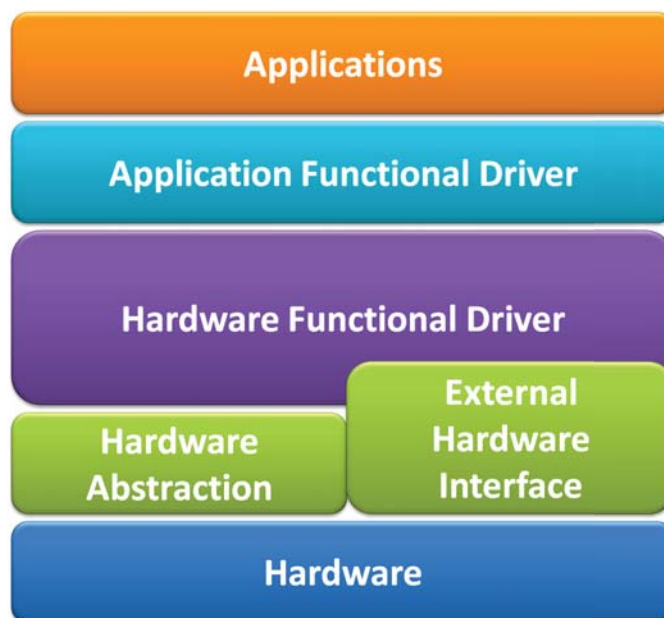 Applications
Application Functional Driver
Hardware Functional Driver
External
Hardware
Interface
Hardware
Abstraction
Hardware